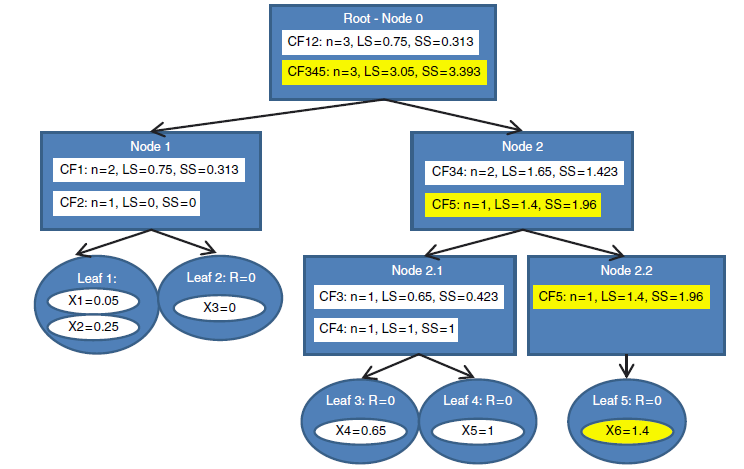 Root - Node 0
CF12: n=3, LS=0.75, SS=0.313
CF345: n=3, LS=3.05, SS=3.393
Node 1
CF1: n=2, LS=0.75, SS=0.313
CF2: n=1, LS=0, SS=0
Node 2
CF34: n=2, LS=1.65, SS=1.423
CF5: n=1, LS=1.4, SS=1.96
Leaf 1:
X1=0.05
X2=0.25
Leaf 2: R=0
X3=0
Node 2.1
CF3: n=1, LS=0.65, SS=0.423
CF4: n=1, LS=1, SS=1
Node 2.2
CF5: n=1, LS=1.4, SS=1.96
Leaf 3: R=0
X4=0.65
Leaf 4: R=0
X5=1
Leaf 5: R=0
X6=1.4